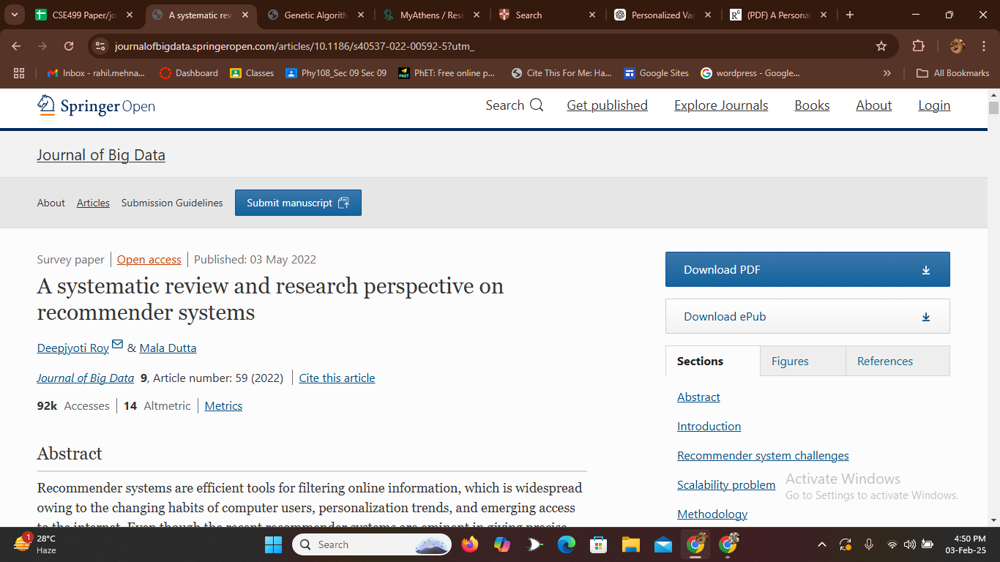 CSE499 Paper/jo
A systematic rev
Genetic Algorith
MyAthens / Rese
Search
Personalized Vac
(PDF) A Personal
journalofbigdata.springeropen.com/articles/10.1186/s40537-022-00592-5?utm_
Inbox - rahil.mehna...
Dashboard
Classes
Phy108_Sec 09 Sec 09
PhET: Free online p...
Cite This For Me: Ha...
Google Sites
wordpress - Google...
All Bookmarks
Springer Open
Search
Get published
Explore Journals
Books
About
Login
Journal of Big Data
About Articles Submission Guidelines Submit manuscript
Survey paper Open access Published: 03 May 2022
A systematic review and research perspective on
recommender systems
Deepjyoti Roy & Mala Dutta
Journal of Big Data 9, Article number: 59 (2022) Cite this article
92k Accesses 14 Altmetric Metrics
Abstract
Recommender systems are efficient tools for filtering online information, which is widespread
owing to the changing habits of computer users, personalization trends, and emerging access
to the internet. Even though the recent recommender systems are eminent in giving precise
Download PDF
Download ePub
Sections Figures References
Abstract
Introduction
Recommender system challenges
Scalability problem
Methodology
Activate Windows
Go to Settings to activate Windows.
1
28°C
Haze
Search
4:50 PM
03-Feb-25